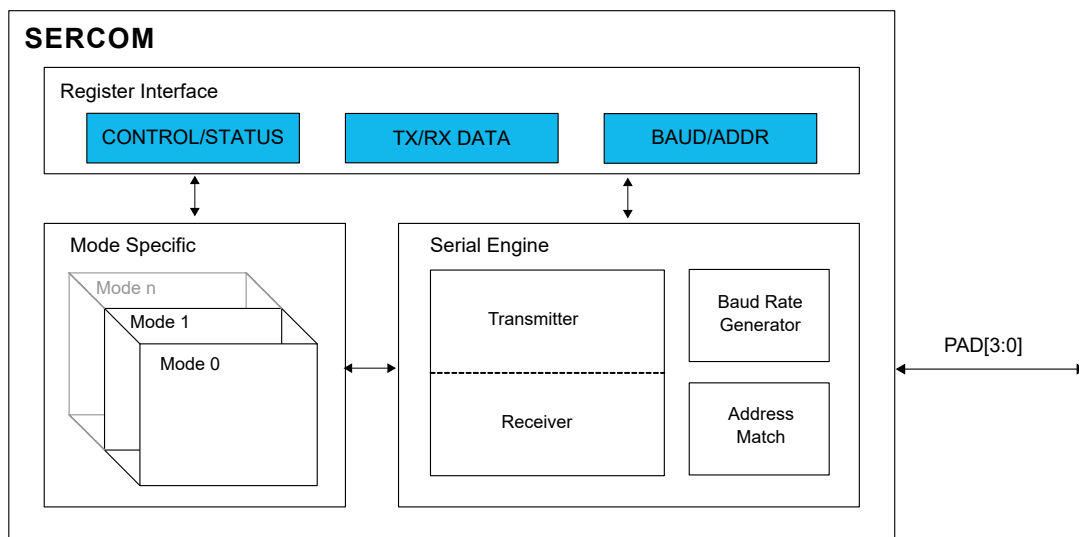 SERCOM
Register Interface
CONTROL/STATUS
TX/RX DATA
BAUD/ADDR
Mode Specific
Mode n
Mode 1
Mode 0
Serial Engine
Transmitter
Receiver
Baud Rate
Generator
Address
Match
PAD[3:0]